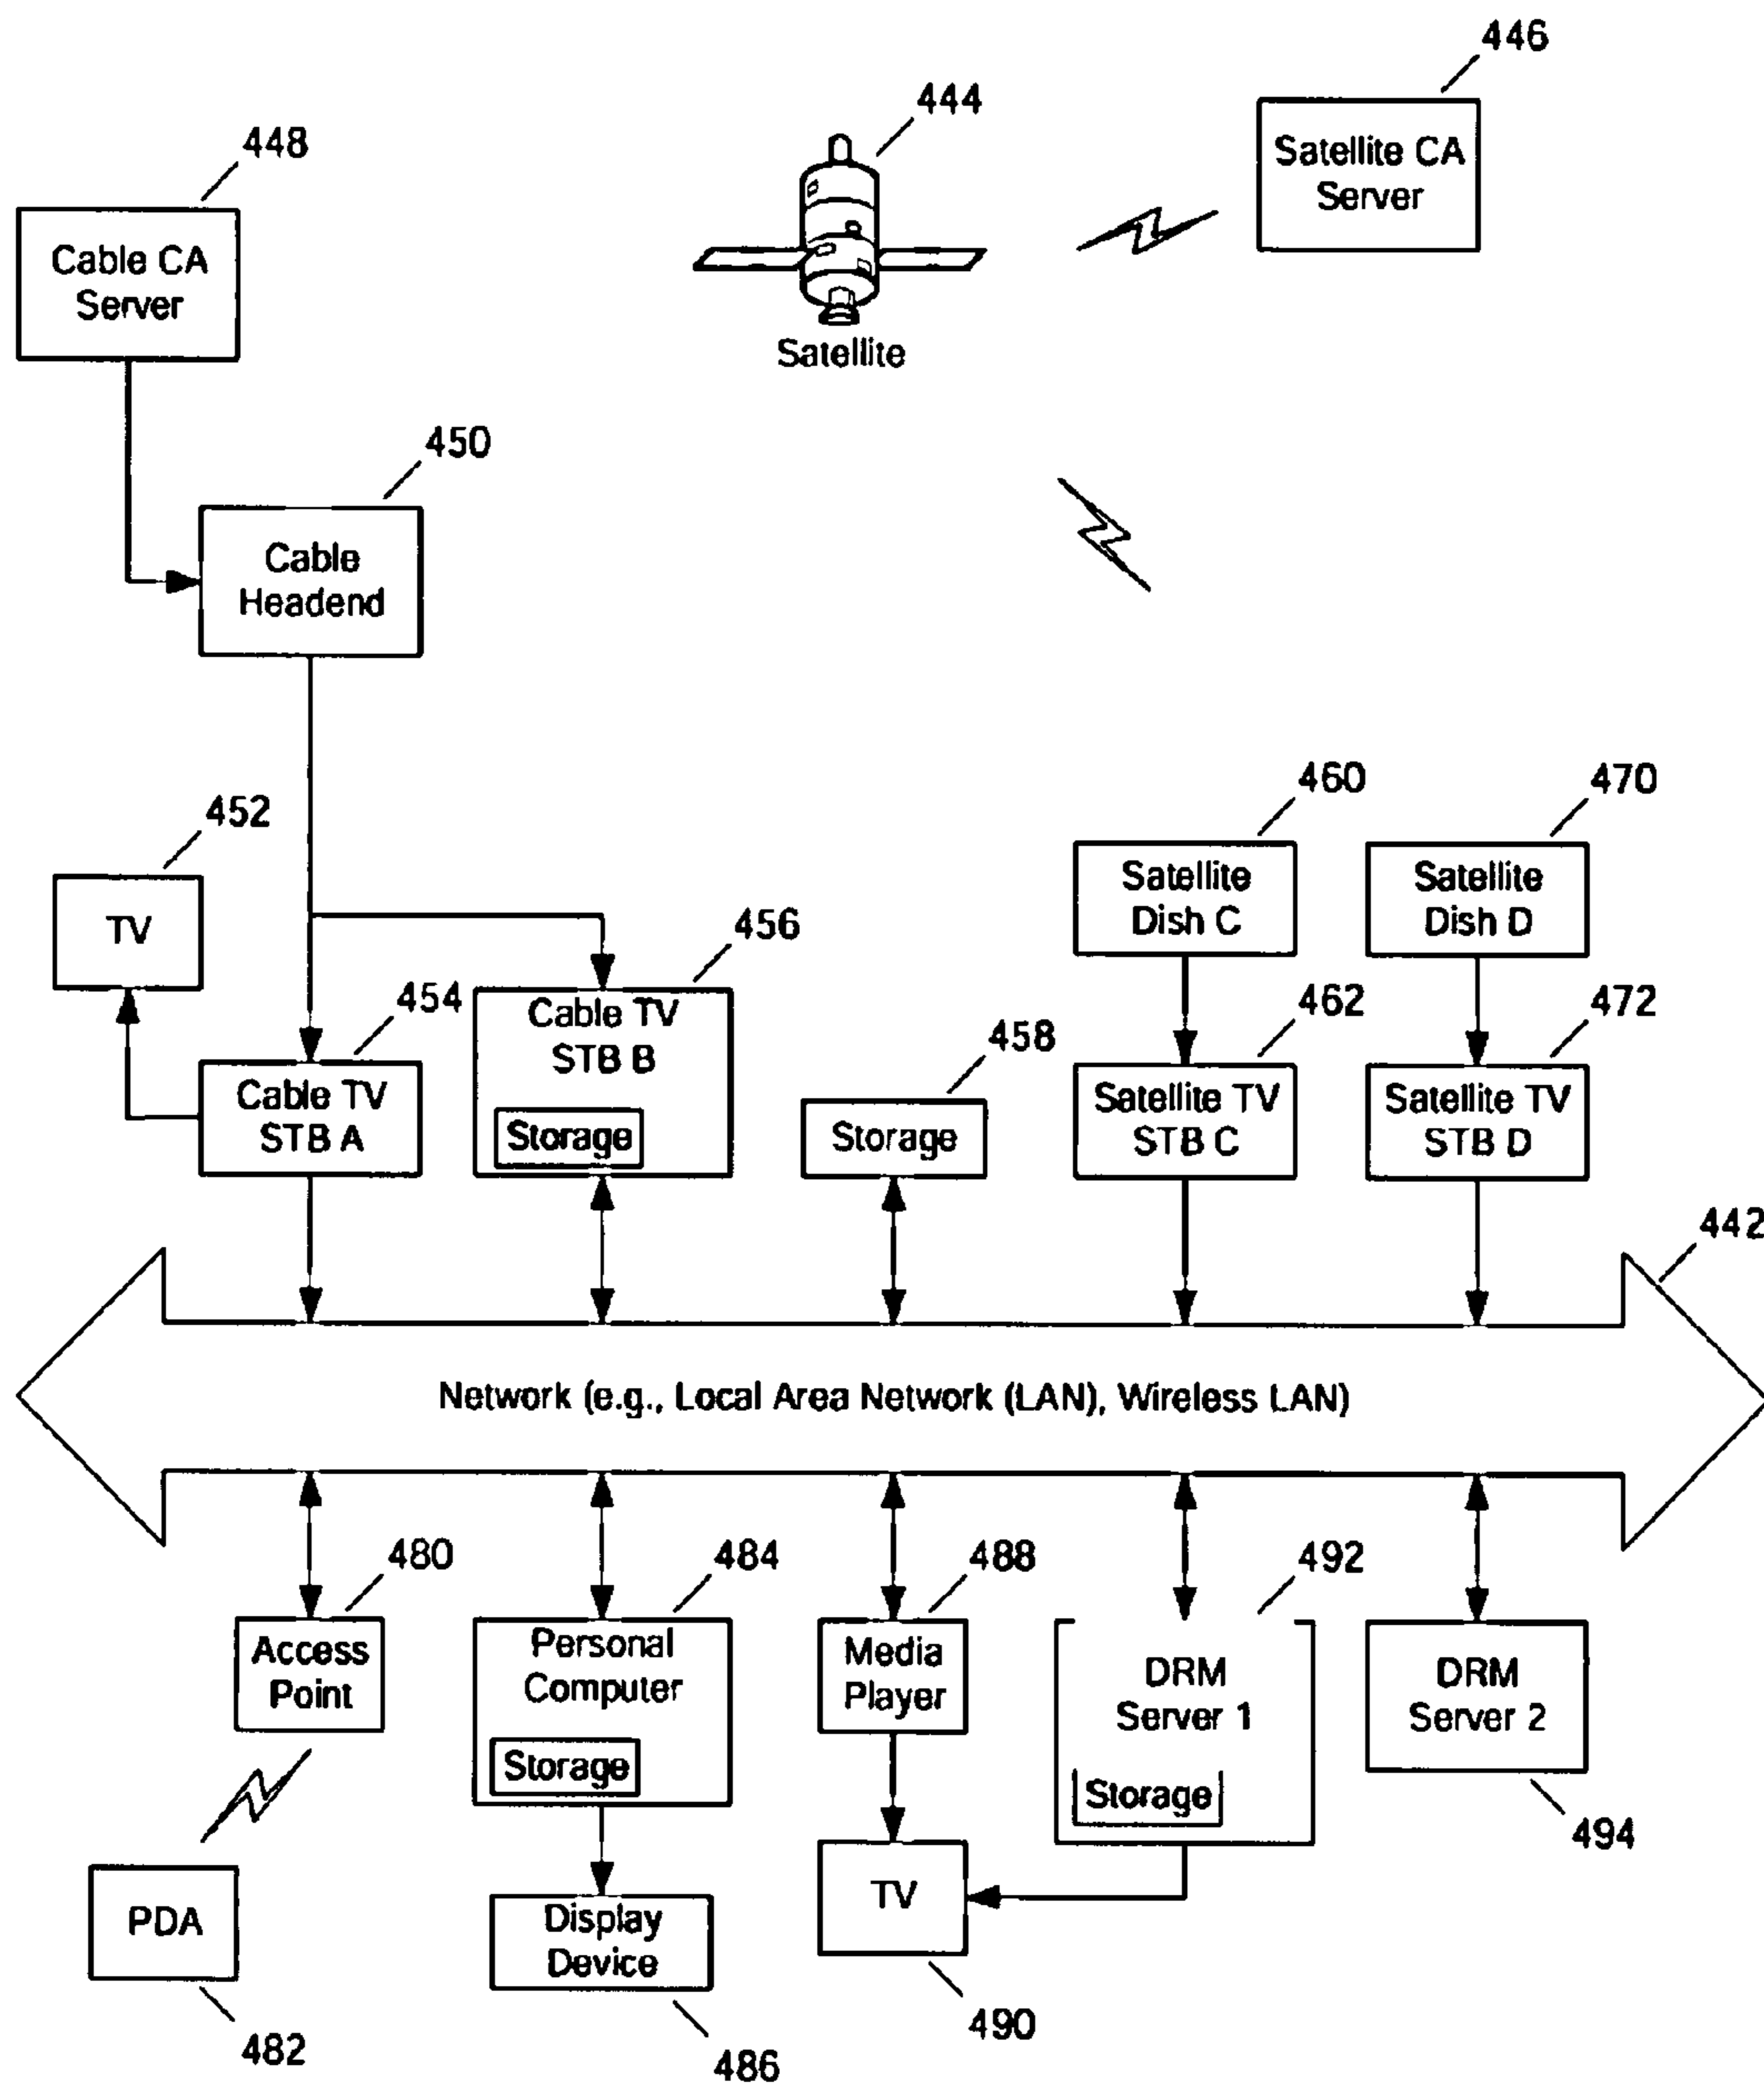 446
444
Satellite CA
Server
448
Cable CA
Server
Satellite
450
Cable
Headend
460
470
452
Satellite
Dish C
Satellite
Dish D
TV
456
454
Cable TV
STB B
Storage
458
462
472
Cable TV
STB A
Storage
Satellite TV
STB C
Satellite TV
STB D
442
Network (e.g., Local Area Network (LAN), Wireless LAN)
480
484
488
492
Access
Point
Personal
Computer
Storage
Media
Player
DRM
Server 1
Storage
DRM
Server 2
494
PDA
482
Display
Device
486
TV
490